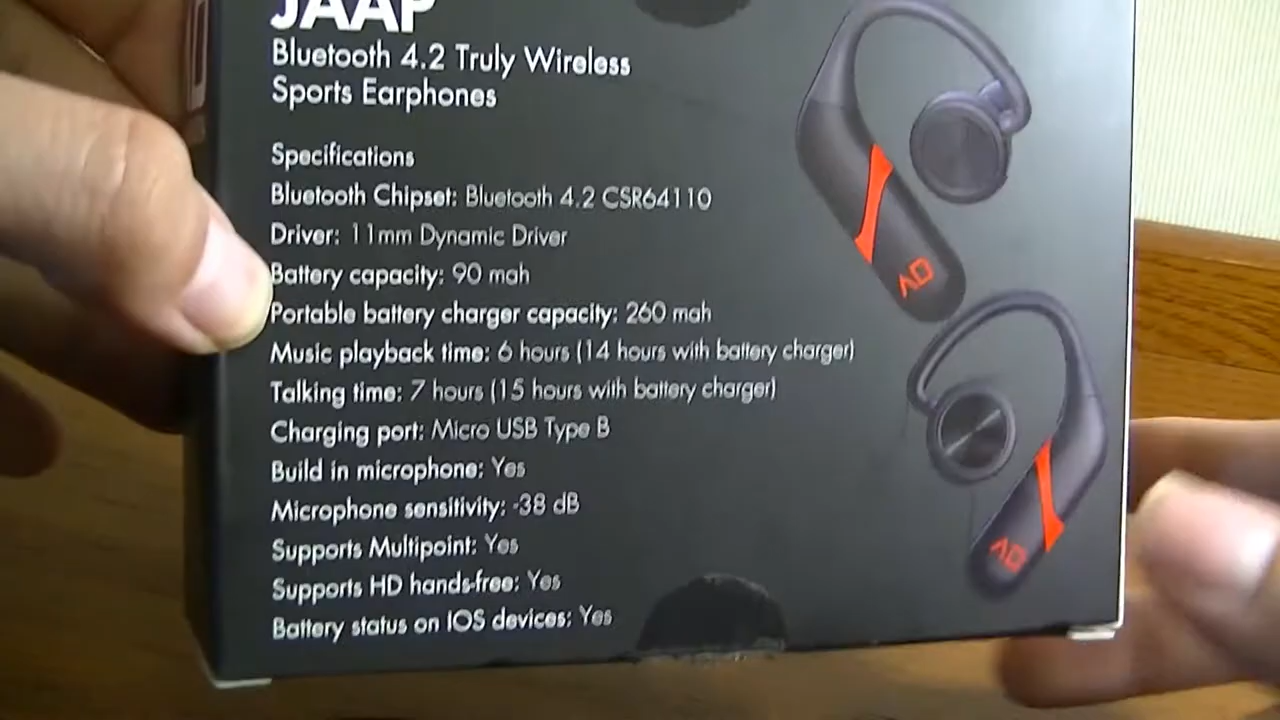 JAAP
Bluetooth 4.2 Truly Wireless
Sports Earphones
Specifications
Bluetooth Chipset: Bluetooth 4.2 CSR64110
Driver: 11mm Dynamic Driver
Battery capacity: 90 mah
Portable battery charger capacity: 260 mah
Music playback time: 6 hours (14 hours with battery charger)
Talking time: 7 hours (15 hours with battery charger)
Charging port: Micro USB Type B
Build in microphone: Yes
Microphone sensitivity: -38 dB
Supports Multipoint: Yes
Supports HD hands-free: Yes
Battery status on IOS devices: Yes